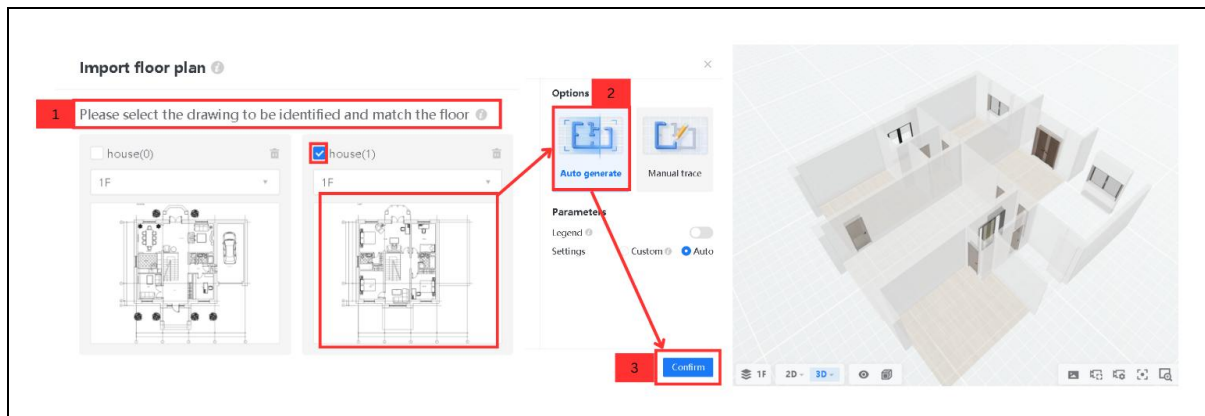 Import floor plan
1
Please select the drawing to be identified and match the floor
house(0)
1F
house(1)
1F
Options
2
Auto generate
Manual trace
Parameters
Legend
Settings
Custom
Auto
3
Confirm
1F
2D
3D